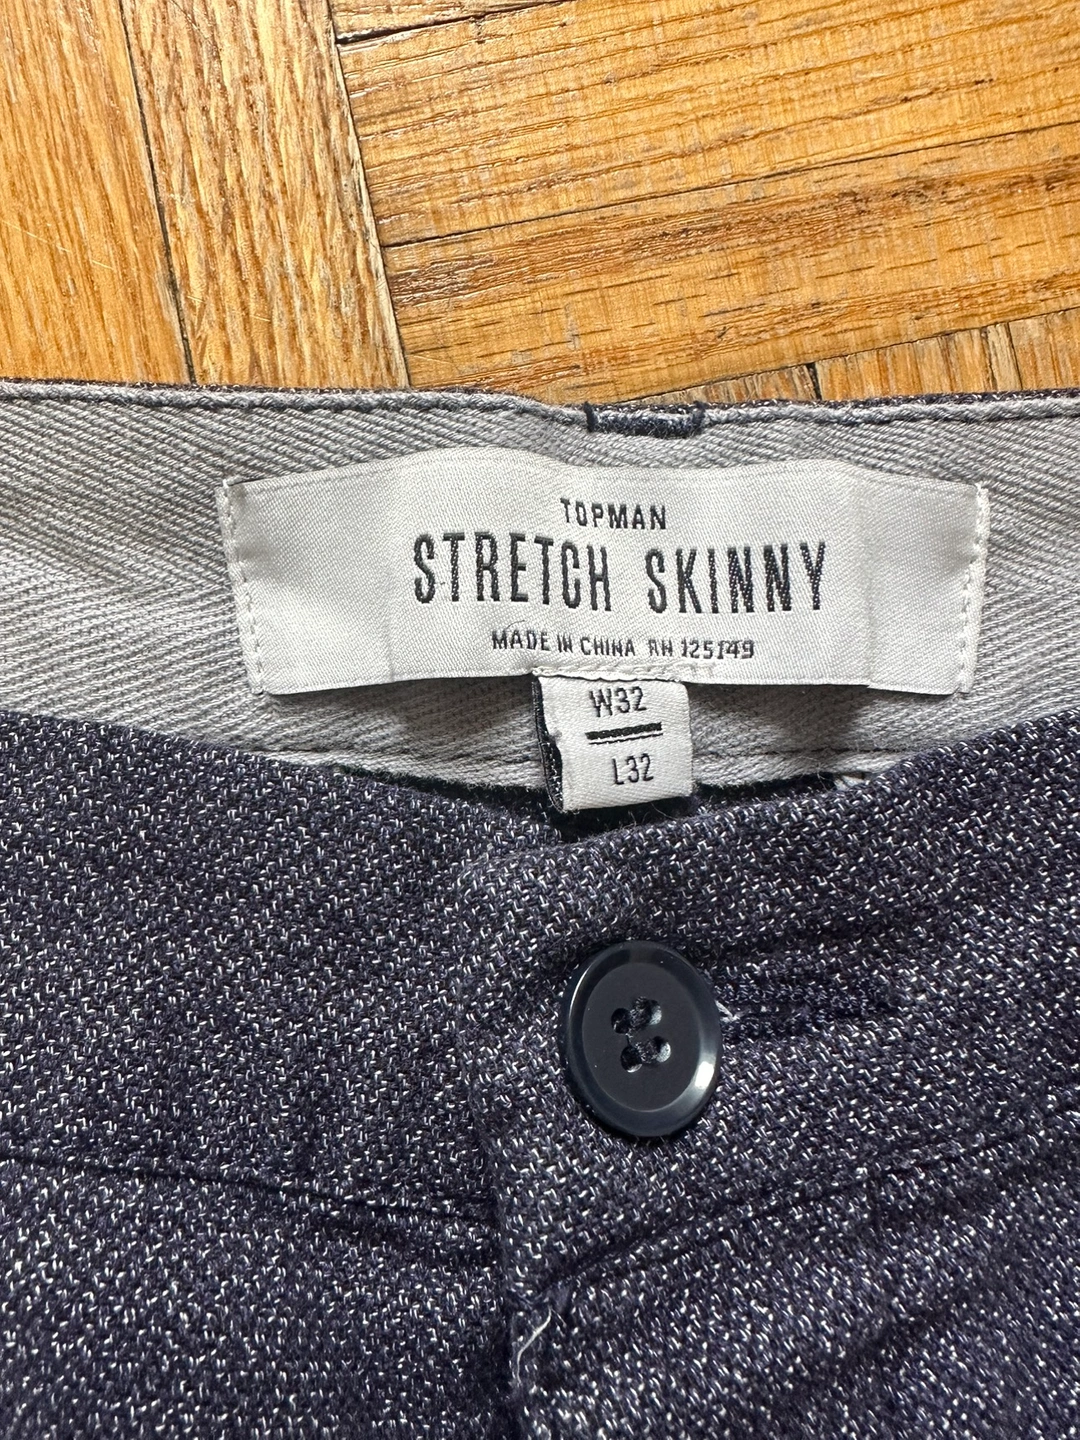 TOPMAN
STRETCH SKINNY
MADE IN CHINA RN 125149
W32
L32